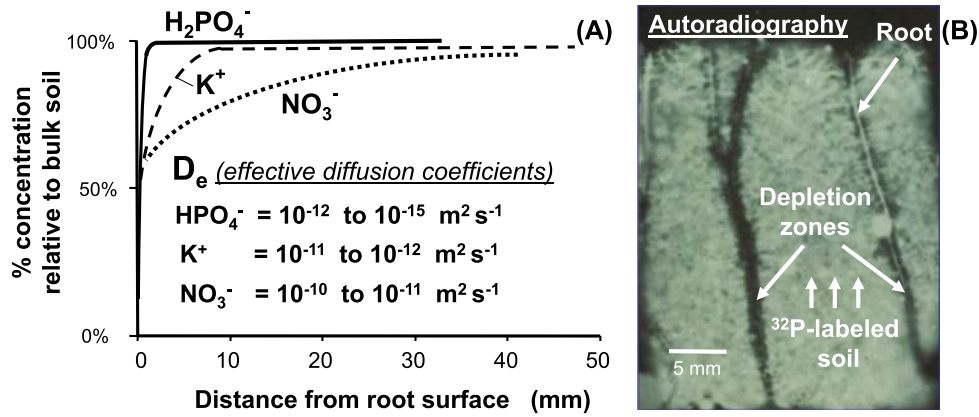 (A)
H₂PO₄⁻
K⁺
NO₃⁻
% concentration
relative to bulk soil
100%
50%
0%
Dₑ (effective diffusion coefficients)
HPO₄⁻ = 10⁻¹² to 10⁻¹⁵ m² s⁻¹
K⁺ = 10⁻¹¹ to 10⁻¹² m² s⁻¹
NO₃⁻ = 10⁻¹⁰ to 10⁻¹¹ m² s⁻¹
0 10 20 30 40 50
Distance from root surface (mm)
(B)
Autoradiography
Root
Depletion
zones
³²P-labeled
soil
5 mm